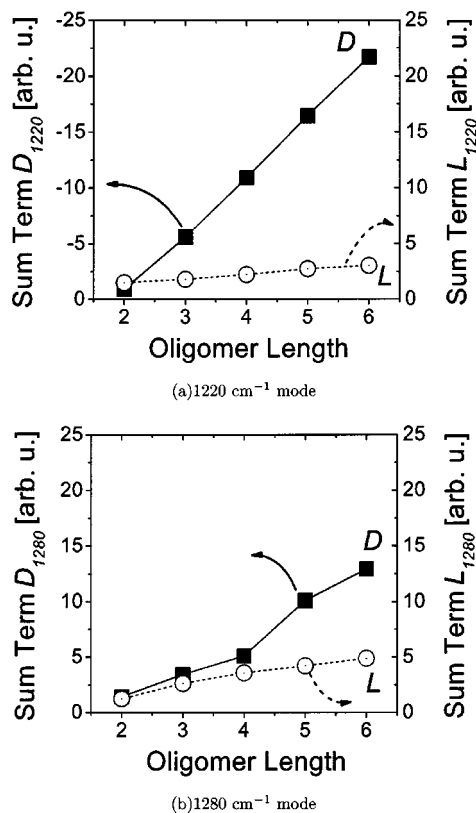 -25
-20
-15
-10
-5
0
25
20
15
10
5
0
2 3 4 5 6
Sum Term D1220 [arb. u.]
Sum Term L1220 [arb. u.]
D
L
Oligomer Length
(a)1220 cm−1 mode
25
20
15
10
5
0
25
20
15
10
5
0
2 3 4 5 6
Sum Term D1280 [arb. u.]
Sum Term L1280 [arb. u.]
D
L
Oligomer Length
(b)1280 cm−1 mode